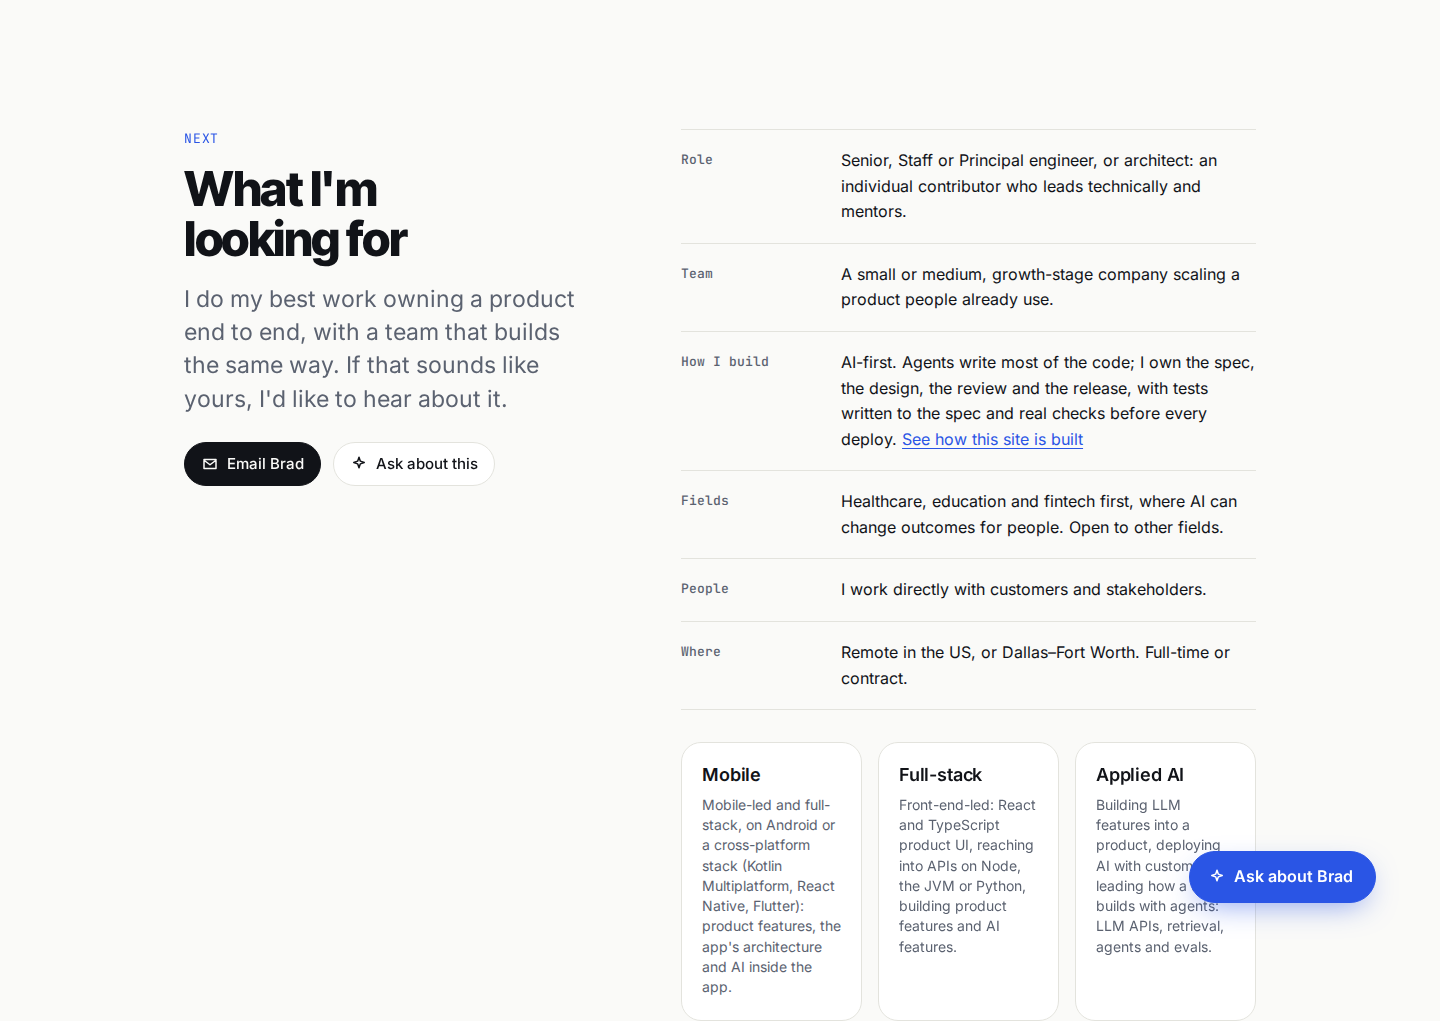 NEXT
What I'm
looking for
I do my best work owning a product
end to end, with a team that builds
the same way. If that sounds like
yours, I'd like to hear about it.
Email Brad
Ask about this
Role
Senior, Staff or Principal engineer, or architect: an
individual contributor who leads technically and
mentors.
Team
A small or medium, growth-stage company scaling a
product people already use.
How I build
AI-first. Agents write most of the code; I own the spec,
the design, the review and the release, with tests
written to the spec and real checks before every
deploy. See how this site is built
Fields
Healthcare, education and fintech first, where AI can
change outcomes for people. Open to other fields.
People
I work directly with customers and stakeholders.
Where
Remote in the US, or Dallas–Fort Worth. Full-time or
contract.
Mobile
Mobile-led and full-
stack, on Android or
a cross-platform
stack (Kotlin
Multiplatform, React
Native, Flutter):
product features, the
app's architecture
and AI inside the
app.
Full-stack
Front-end-led: React
and TypeScript
product UI, reaching
into APIs on Node,
the JVM or Python,
building product
features and AI
features.
Applied AI
Building LLM
features into a
product, deploying
AI with
leading how a
builds with agents:
LLM APIs, retrieval,
agents and evals.
Ask about Brad